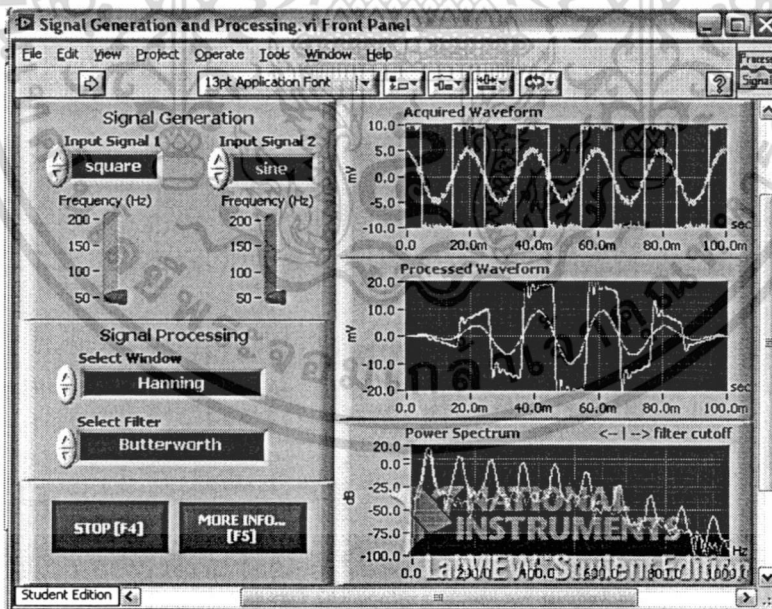 Signal Generation and Processing.vi Front Panel
File Edit View Project Operate Tools Window Help
13pt Application Font
Signal
Signal Generation
Input Signal 1
square
Input Signal 2
sine
Frequency (Hz)
200
150
100
50
Frequency (Hz)
200
150
100
50
Signal Processing
Select Window
Hanning
Select Filter
Butterworth
STOP [F4]
MORE INFO...
[F5]
Acquired Waveform
10.0
5.0
0.0
-5.0
-10.0
mV
0.0 20.0m 40.0m 60.0m 80.0m 100.0m
sec
Processed Waveform
20.0
10.0
0.0
-10.0
-20.0
mV
0.0 20.0m 40.0m 60.0m 80.0m 100.0m
sec
Power Spectrum
<-- | --> filter cutoff
20.0
0.0
-25.0
-50.0
-75.0
-100.0
dB
Hz
NATIONAL
INSTRUMENTS
LabVIEW Student Edition
Student Edition